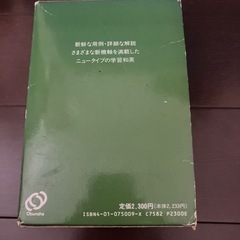 斬新な用例・詳細な解説
さまざまな新機軸を満載した
ニュータイプの学習和英
定価2,300円(本体2,233円)
ISBN4-01-075009-X C7582 P2300E
Obunsha